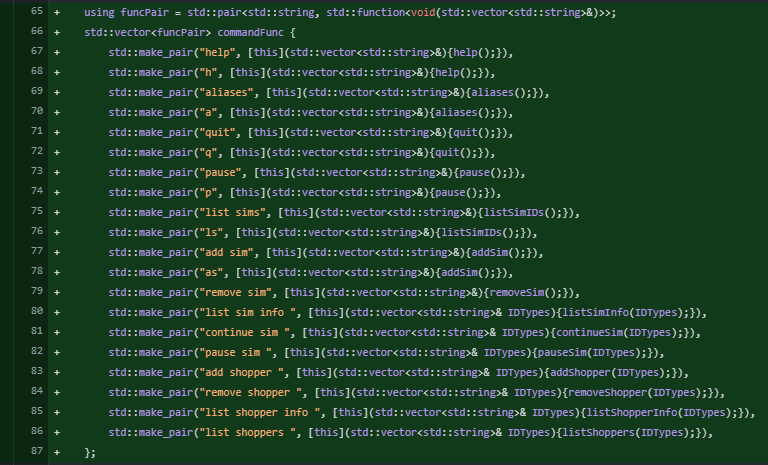 65 + using funcPair = std::pair<std::string, std::function<void(std::vector<std::string>&)>>;
66 + std::vector<funcPair> commandFunc {
67 + std::make_pair("help", [this](std::vector<std::string>&){help();}),
68 + std::make_pair("h", [this](std::vector<std::string>&){help();}),
69 + std::make_pair("aliases", [this](std::vector<std::string>&){aliases();}),
70 + std::make_pair("a", [this](std::vector<std::string>&){aliases();}),
71 + std::make_pair("quit", [this](std::vector<std::string>&){quit();}),
72 + std::make_pair("q", [this](std::vector<std::string>&){quit();}),
73 + std::make_pair("pause", [this](std::vector<std::string>&){pause();}),
74 + std::make_pair("p", [this](std::vector<std::string>&){pause();}),
75 + std::make_pair("list sims", [this](std::vector<std::string>&){listSimIDs();}),
76 + std::make_pair("ls", [this](std::vector<std::string>&){listSimIDs();}),
77 + std::make_pair("add sim", [this](std::vector<std::string>&){addSim();}),
78 + std::make_pair("as", [this](std::vector<std::string>&){addSim();}),
79 + std::make_pair("remove sim", [this](std::vector<std::string>&){removeSim();}),
80 + std::make_pair("list sim info ", [this](std::vector<std::string>& IDTypes){listSimInfo(IDTypes);}),
81 + std::make_pair("continue sim ", [this](std::vector<std::string>& IDTypes){continueSim(IDTypes);}),
82 + std::make_pair("pause sim ", [this](std::vector<std::string>& IDTypes){pauseSim(IDTypes);}),
83 + std::make_pair("add shopper ", [this](std::vector<std::string>& IDTypes){addShopper(IDTypes);}),
84 + std::make_pair("remove shopper ", [this](std::vector<std::string>& IDTypes){removeShopper(IDTypes);}),
85 + std::make_pair("list shopper info ", [this](std::vector<std::string>& IDTypes){listShopperInfo(IDTypes);}),
86 + std::make_pair("list shoppers ", [this](std::vector<std::string>& IDTypes){listShoppers(IDTypes);}),
87 + };